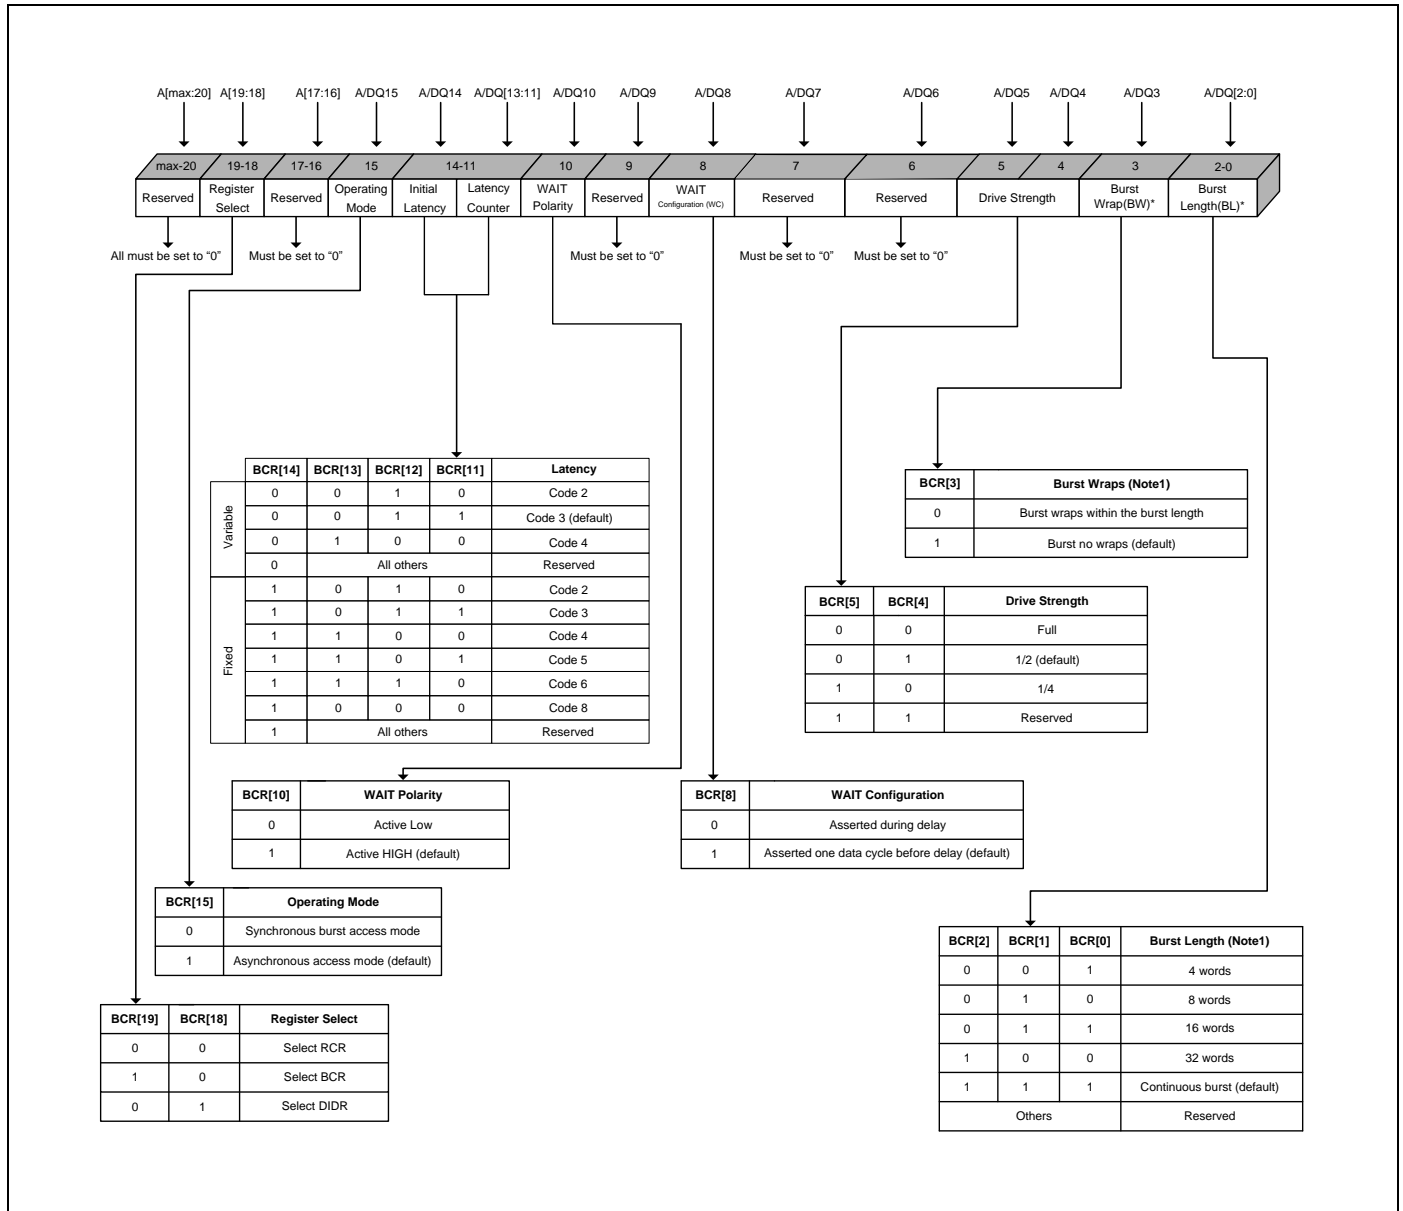 A[max:20] A[19:18] A[17:16] A/DQ15 A/DQ14 A/DQ[13:11] A/DQ10 A/DQ9 A/DQ8 A/DQ7 A/DQ6 A/DQ5 A/DQ4 A/DQ3 A/DQ[2:0]
max-20 19-18 17-16 15 14-11 10 9 8 7 6 5 4 3 2-0
Reserved Register Select Reserved Operating Mode Initial Latency Latency Counter WAIT Polarity Reserved WAIT Configuration (WC) Reserved Reserved Drive Strength Burst Wrap(BW)* Burst Length(BL)*
All must be set to “0” Must be set to “0” Must be set to “0” Must be set to “0” Must be set to “0”
BCR[14] BCR[13] BCR[12] BCR[11] Latency
Variable
0 0 1 0 Code 2
0 0 1 1 Code 3 (default)
0 1 0 0 Code 4
0 All others Reserved
Fixed
1 0 1 0 Code 2
1 0 1 1 Code 3
1 1 0 0 Code 4
1 1 0 1 Code 5
1 1 1 0 Code 6
1 0 0 0 Code 8
1 All others Reserved
BCR[3] Burst Wraps (Note1)
0 Burst wraps within the burst length
1 Burst no wraps (default)
BCR[5] BCR[4] Drive Strength
0 0 Full
0 1 1/2 (default)
1 0 1/4
1 1 Reserved
BCR[10] WAIT Polarity
0 Active Low
1 Active HIGH (default)
BCR[8] WAIT Configuration
0 Asserted during delay
1 Asserted one data cycle before delay (default)
BCR[15] Operating Mode
0 Synchronous burst access mode
1 Asynchronous access mode (default)
BCR[2] BCR[1] BCR[0] Burst Length (Note1)
0 0 1 4 words
0 1 0 8 words
0 1 1 16 words
1 0 0 32 words
1 1 1 Continuous burst (default)
Others Reserved
BCR[19] BCR[18] Register Select
0 0 Select RCR
1 0 Select BCR
0 1 Select DIDR